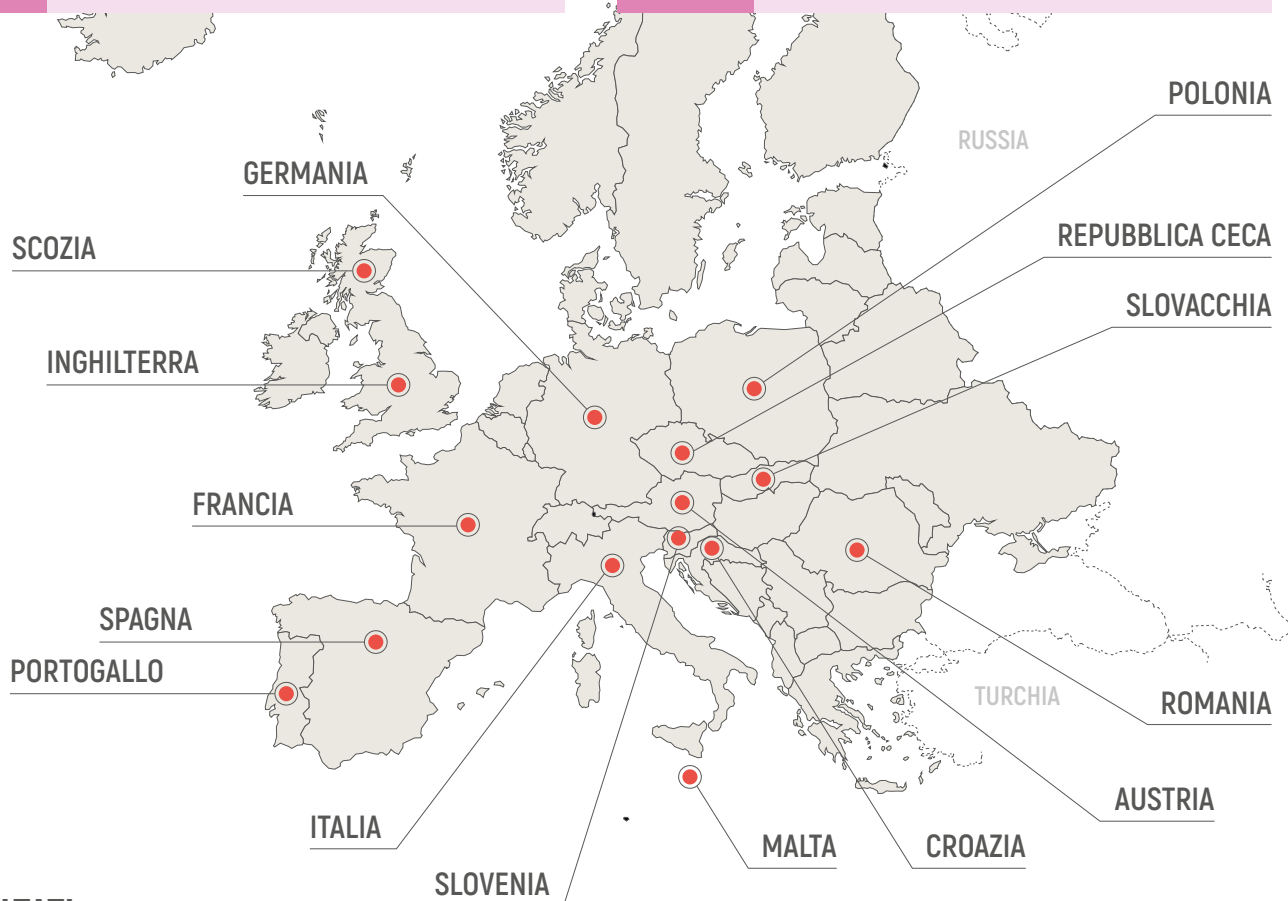 POLONIA
RUSSIA
GERMANIA
SCOZIA
REPUBBLICA CECA
SLOVACCHIA
INGHILTERRA
FRANCIA
SPAGNA
PORTOGALLO
TURCHIA
ROMANIA
AUSTRIA
ITALIA
MALTA
CROAZIA
SLOVENIA